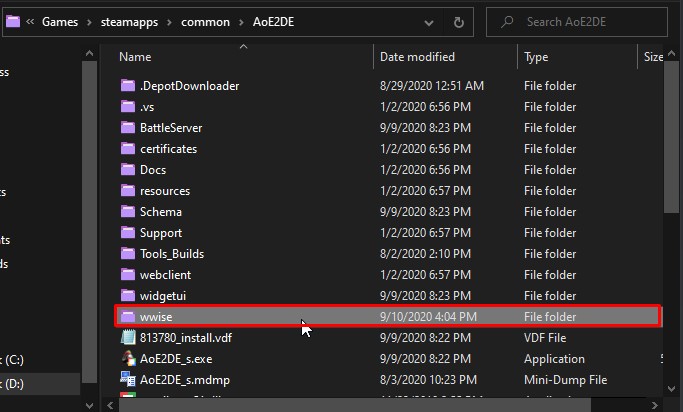 « Games > steamapps > common > AoE2DE Search AoE2DE
Name Date modified Type Size
.DepotDownloader 8/29/2020 12:51 AM File folder
.vs 1/2/2020 6:56 PM File folder
BattleServer 9/9/2020 8:23 PM File folder
certificates 1/2/2020 6:56 PM File folder
Docs 1/2/2020 6:57 PM File folder
resources 1/2/2020 6:57 PM File folder
Schema 9/9/2020 8:23 PM File folder
Support 1/2/2020 6:57 PM File folder
Tools_Builds 8/2/2020 2:10 PM File folder
webclient 1/2/2020 6:57 PM File folder
widgetui 9/9/2020 8:23 PM File folder
wwise 9/10/2020 4:04 PM File folder
813780_install.vdf 9/9/2020 8:22 PM VDF File
(C:) AoE2DE_s.exe 9/9/2020 8:22 PM Application
(D:) AoE2DE_s.mdmp 8/3/2020 10:23 PM Mini-Dump File